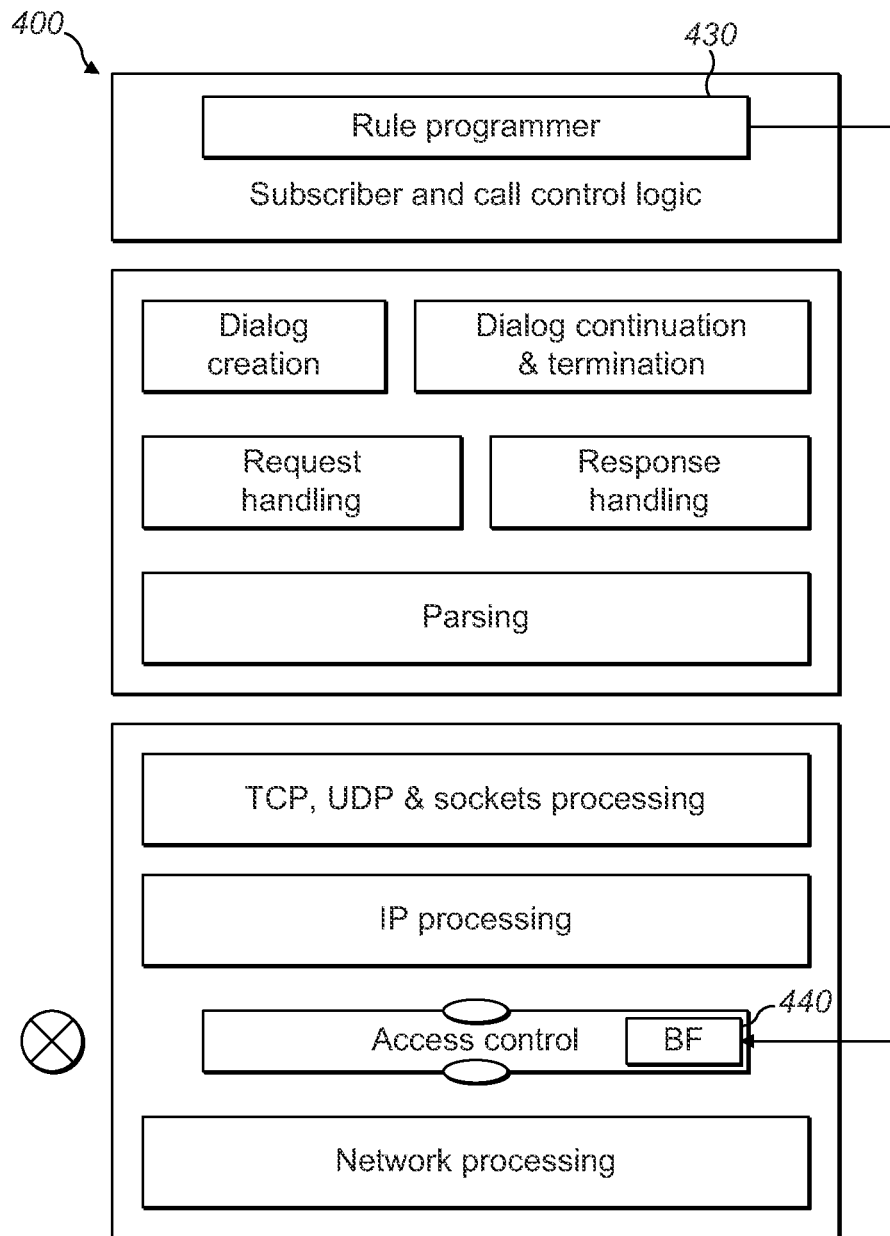 400
430
Rule programmer
Subscriber and call control logic
Dialog
creation
Dialog continuation
& termination
Request
handling
Response
handling
Parsing
TCP, UDP & sockets processing
IP processing
440
Access control
BF
Network processing